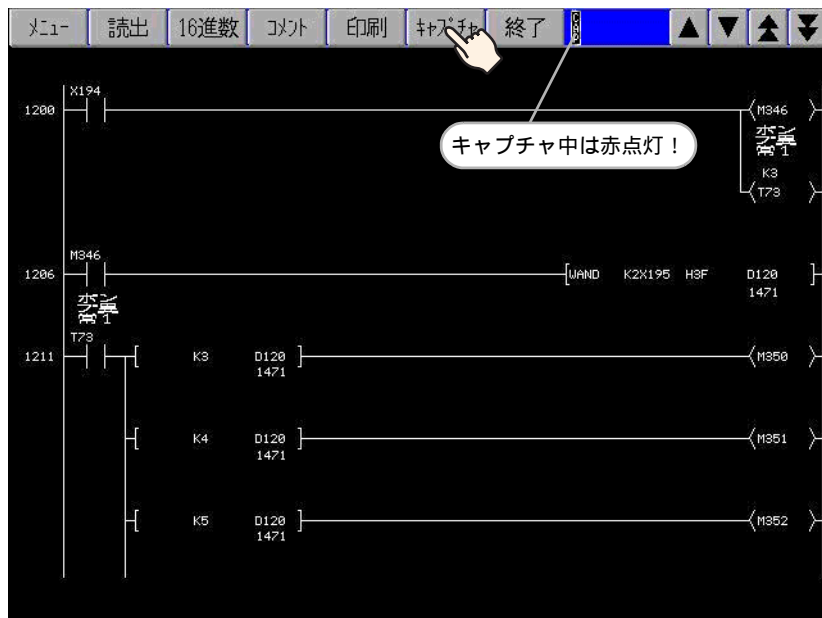 メニュー 読出 16進数 コメント 印刷 キャプチャ 終了 CAP ▲ ▼
X194
1200 M346
キャプチャ中は赤点灯！
K3
T73
M346
1206 WAND K2X195 H3F D120
1471
T73
1211 K3 D120 M350
1471
K4 D120 M351
1471
K5 D120 M352
1471